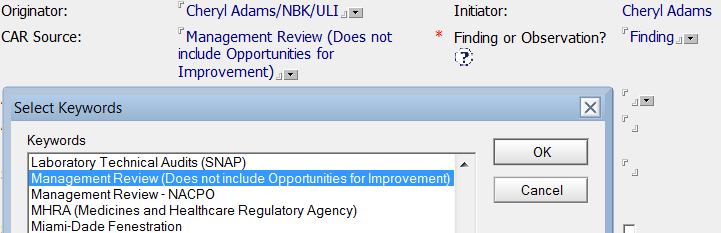 Originator: Cheryl Adams/NBK/ULI Initiator: Cheryl Adams
CAR Source: Management Review (Does not * Finding or Observation? Finding
include Opportunities for ?
Improvement)
Select Keywords
Keywords
OK
Laboratory Technical Audits (SNAP)
Management Review (Does not include Opportunities for Improvement)
Cancel
Management Review - NACPO
MHRA (Medicines and Healthcare Regulatory Agency)
Miami-Dade Fenestration